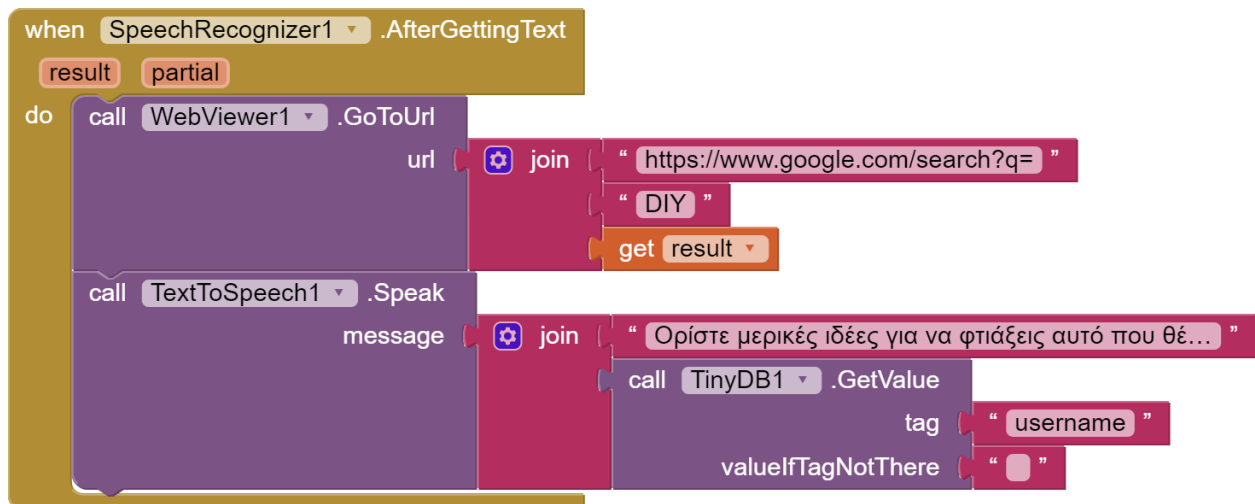 when SpeechRecognizer1 .AfterGettingText
result partial
do call WebViewer1 .GoToUrl
url join “ https://www.google.com/search?q= ”
“ DIY ”
get result
call TextToSpeech1 .Speak
message join “ Ορίστε μερικές ιδέες για να φτιάξεις αυτό που θέ... ”
call TinyDB1 .GetValue
tag “ username ”
valueIfTagNotThere “ ”